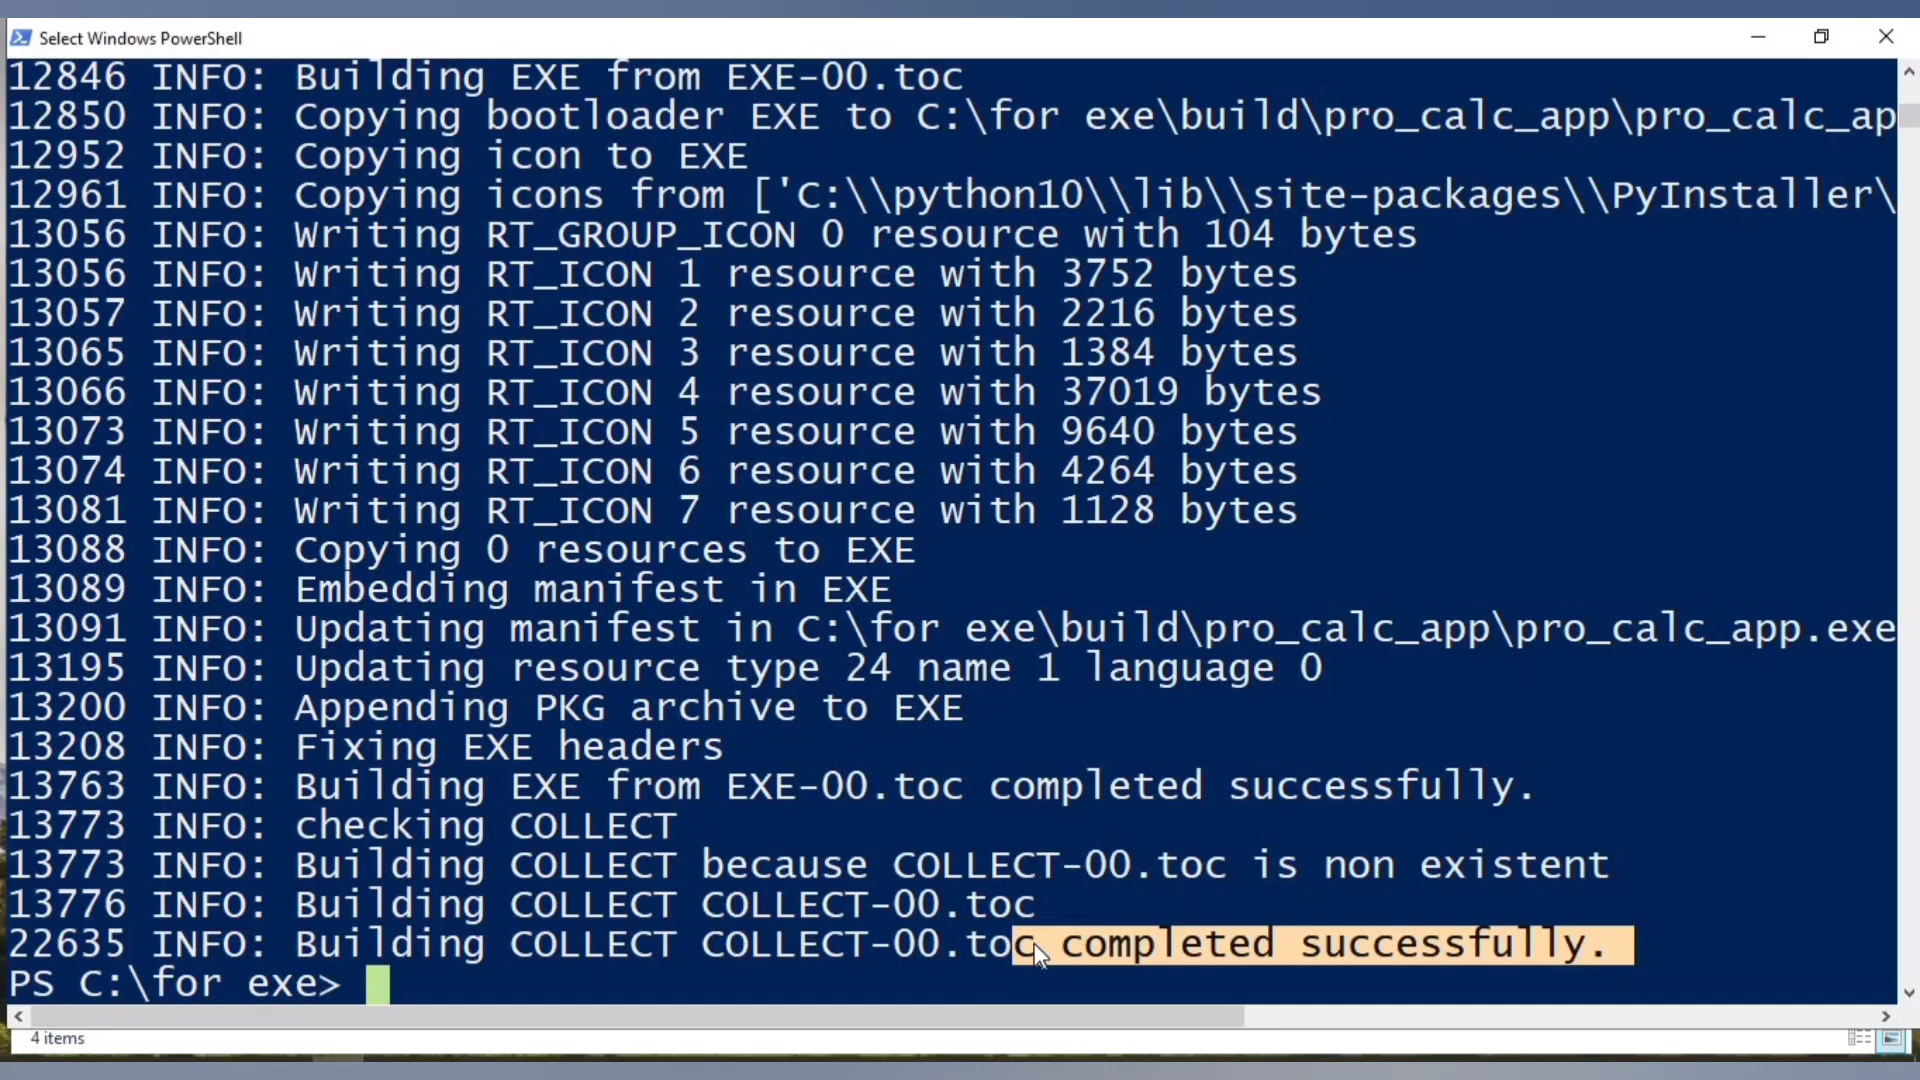 Select Windows PowerShell
12846 INFO: Building EXE from EXE-00.toc
12850 INFO: Copying bootloader EXE to C:\for exe\build\pro_calc_app\pro_calc_ap
12952 INFO: Copying icon to EXE
12961 INFO: Copying icons from ['C:\\python10\\lib\\site-packages\\PyInstaller\
13056 INFO: Writing RT_GROUP_ICON 0 resource with 104 bytes
13056 INFO: Writing RT_ICON 1 resource with 3752 bytes
13057 INFO: Writing RT_ICON 2 resource with 2216 bytes
13065 INFO: Writing RT_ICON 3 resource with 1384 bytes
13066 INFO: Writing RT_ICON 4 resource with 37019 bytes
13073 INFO: Writing RT_ICON 5 resource with 9640 bytes
13074 INFO: Writing RT_ICON 6 resource with 4264 bytes
13081 INFO: Writing RT_ICON 7 resource with 1128 bytes
13088 INFO: Copying 0 resources to EXE
13089 INFO: Embedding manifest in EXE
13091 INFO: Updating manifest in C:\for exe\build\pro_calc_app\pro_calc_app.exe
13195 INFO: Updating resource type 24 name 1 language 0
13200 INFO: Appending PKG archive to EXE
13208 INFO: Fixing EXE headers
13763 INFO: Building EXE from EXE-00.toc completed successfully.
13773 INFO: checking COLLECT
13773 INFO: Building COLLECT because COLLECT-00.toc is non existent
13776 INFO: Building COLLECT COLLECT-00.toc
22635 INFO: Building COLLECT COLLECT-00.toc completed successfully.
PS C:\for exe>
4 items